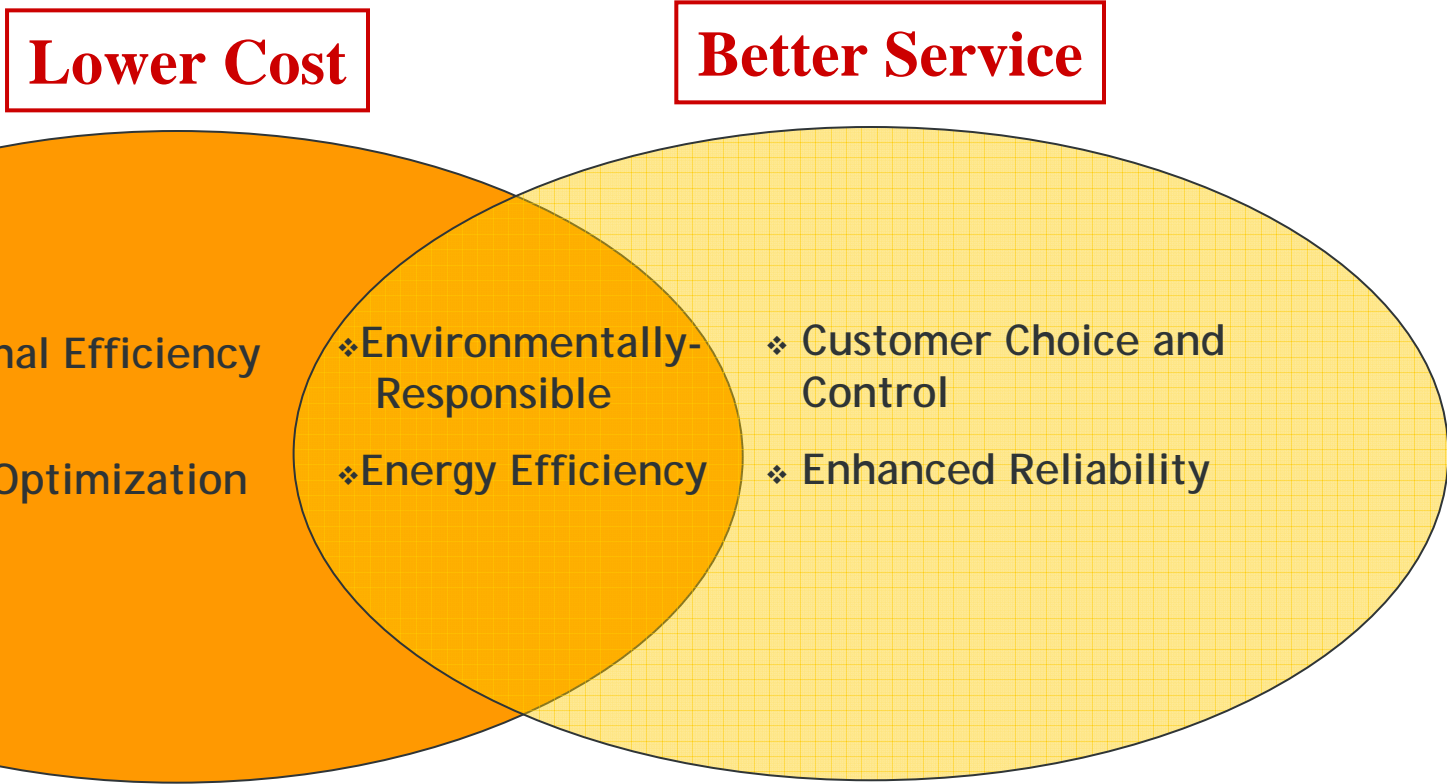 Lower Cost
Better Service
nal Efficiency
Optimization
❖Environmentally-
Responsible
❖Energy Efficiency
❖ Customer Choice and
Control
❖ Enhanced Reliability